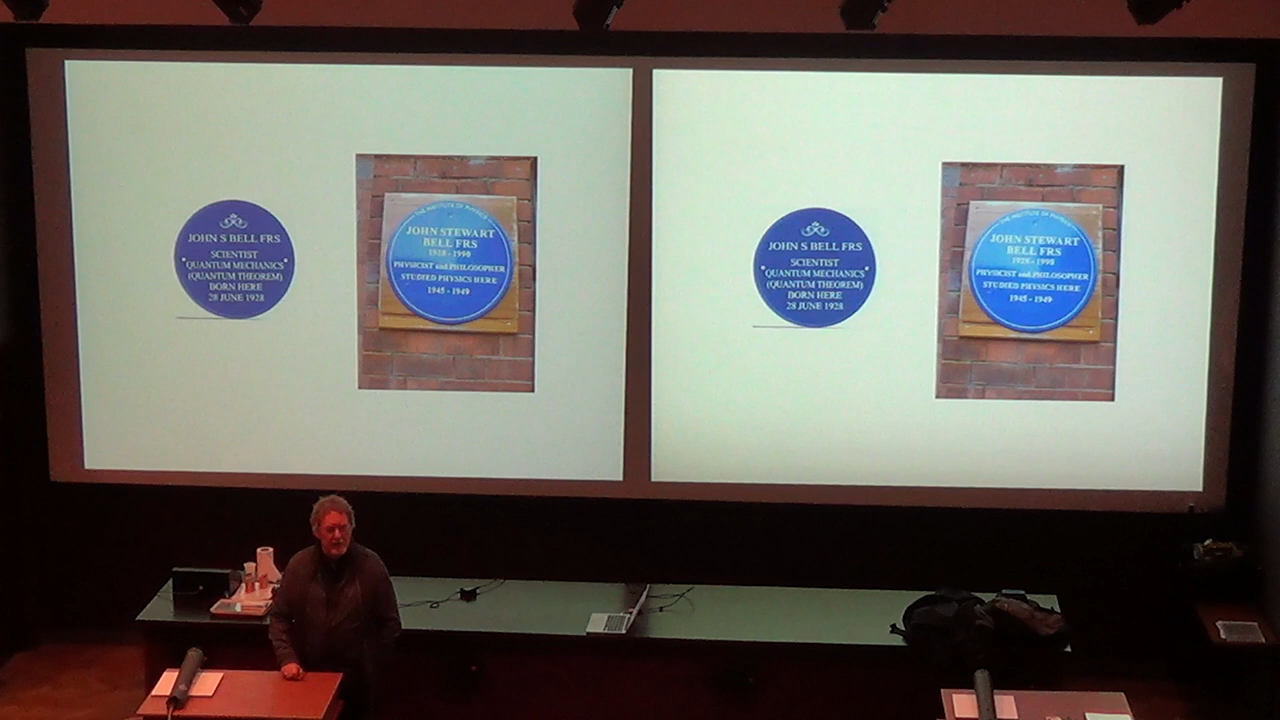 JOHN S BELL FRS
SCIENTIST
"QUANTUM MECHANICS"
(QUANTUM THEOREM)
BORN HERE
28 JUNE 1928
THE INSTITUTE OF PHYSICS
JOHN STEWART
BELL FRS
1928 - 1990
PHYSICIST and PHILOSOPHER
STUDIED PHYSICS HERE
1945 - 1949
JOHN S BELL FRS
SCIENTIST
"QUANTUM MECHANICS"
(QUANTUM THEOREM)
BORN HERE
28 JUNE 1928
THE INSTITUTE OF PHYSICS
JOHN STEWART
BELL FRS
1928 - 1990
PHYSICIST and PHILOSOPHER
STUDIED PHYSICS HERE
1945 - 1949